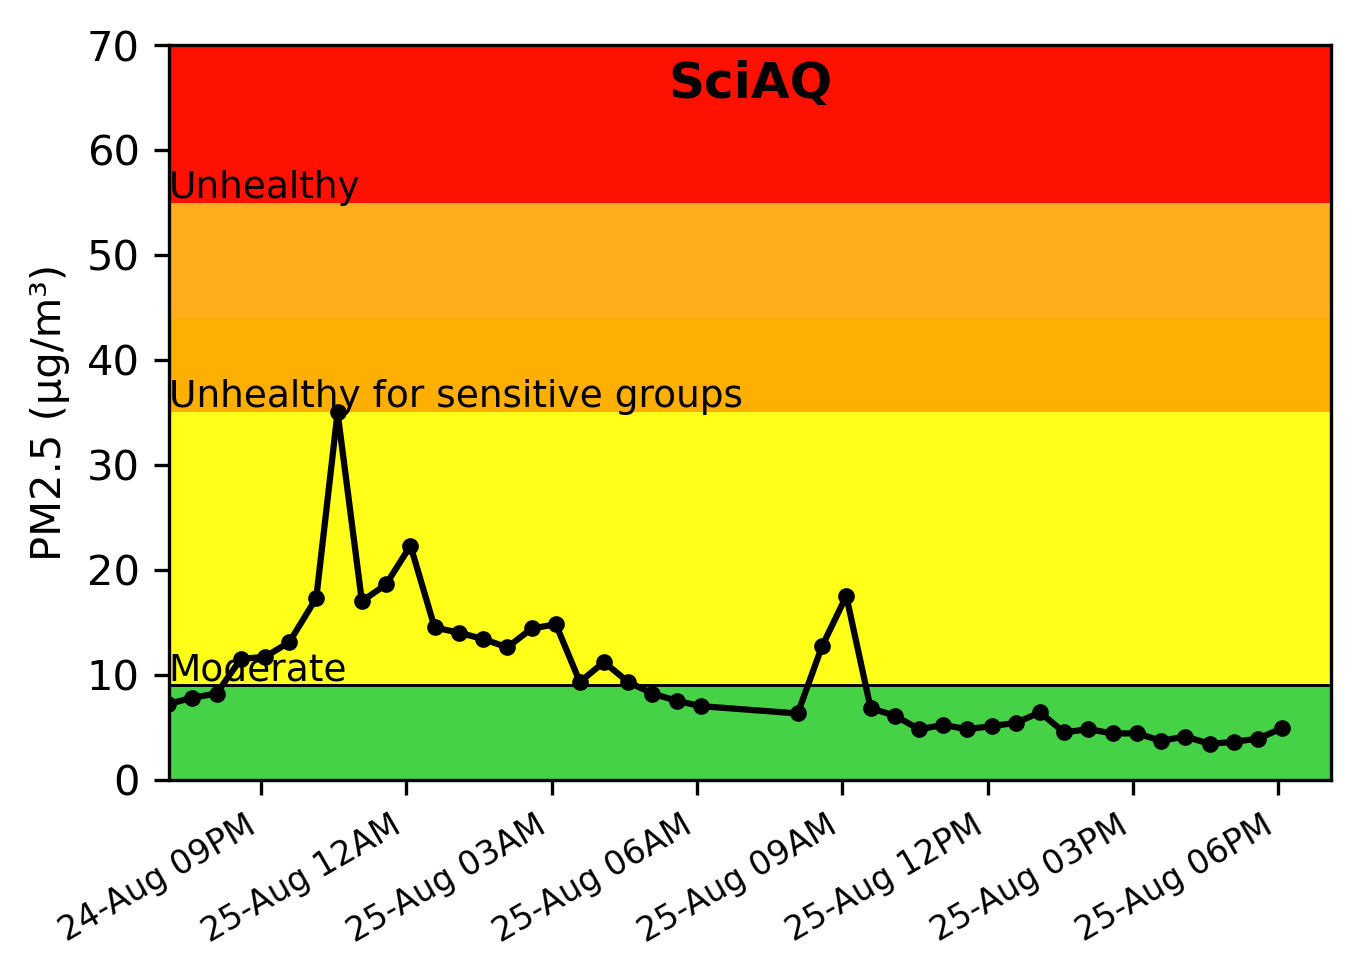 SciAQ
70
60
50
40
30
20
10
0
PM2.5 (µg/m³)
Unhealthy
Unhealthy for sensitive groups
Moderate
24-Aug 09PM
25-Aug 12AM
25-Aug 03AM
25-Aug 06AM
25-Aug 09AM
25-Aug 12PM
25-Aug 03PM
25-Aug 06PM